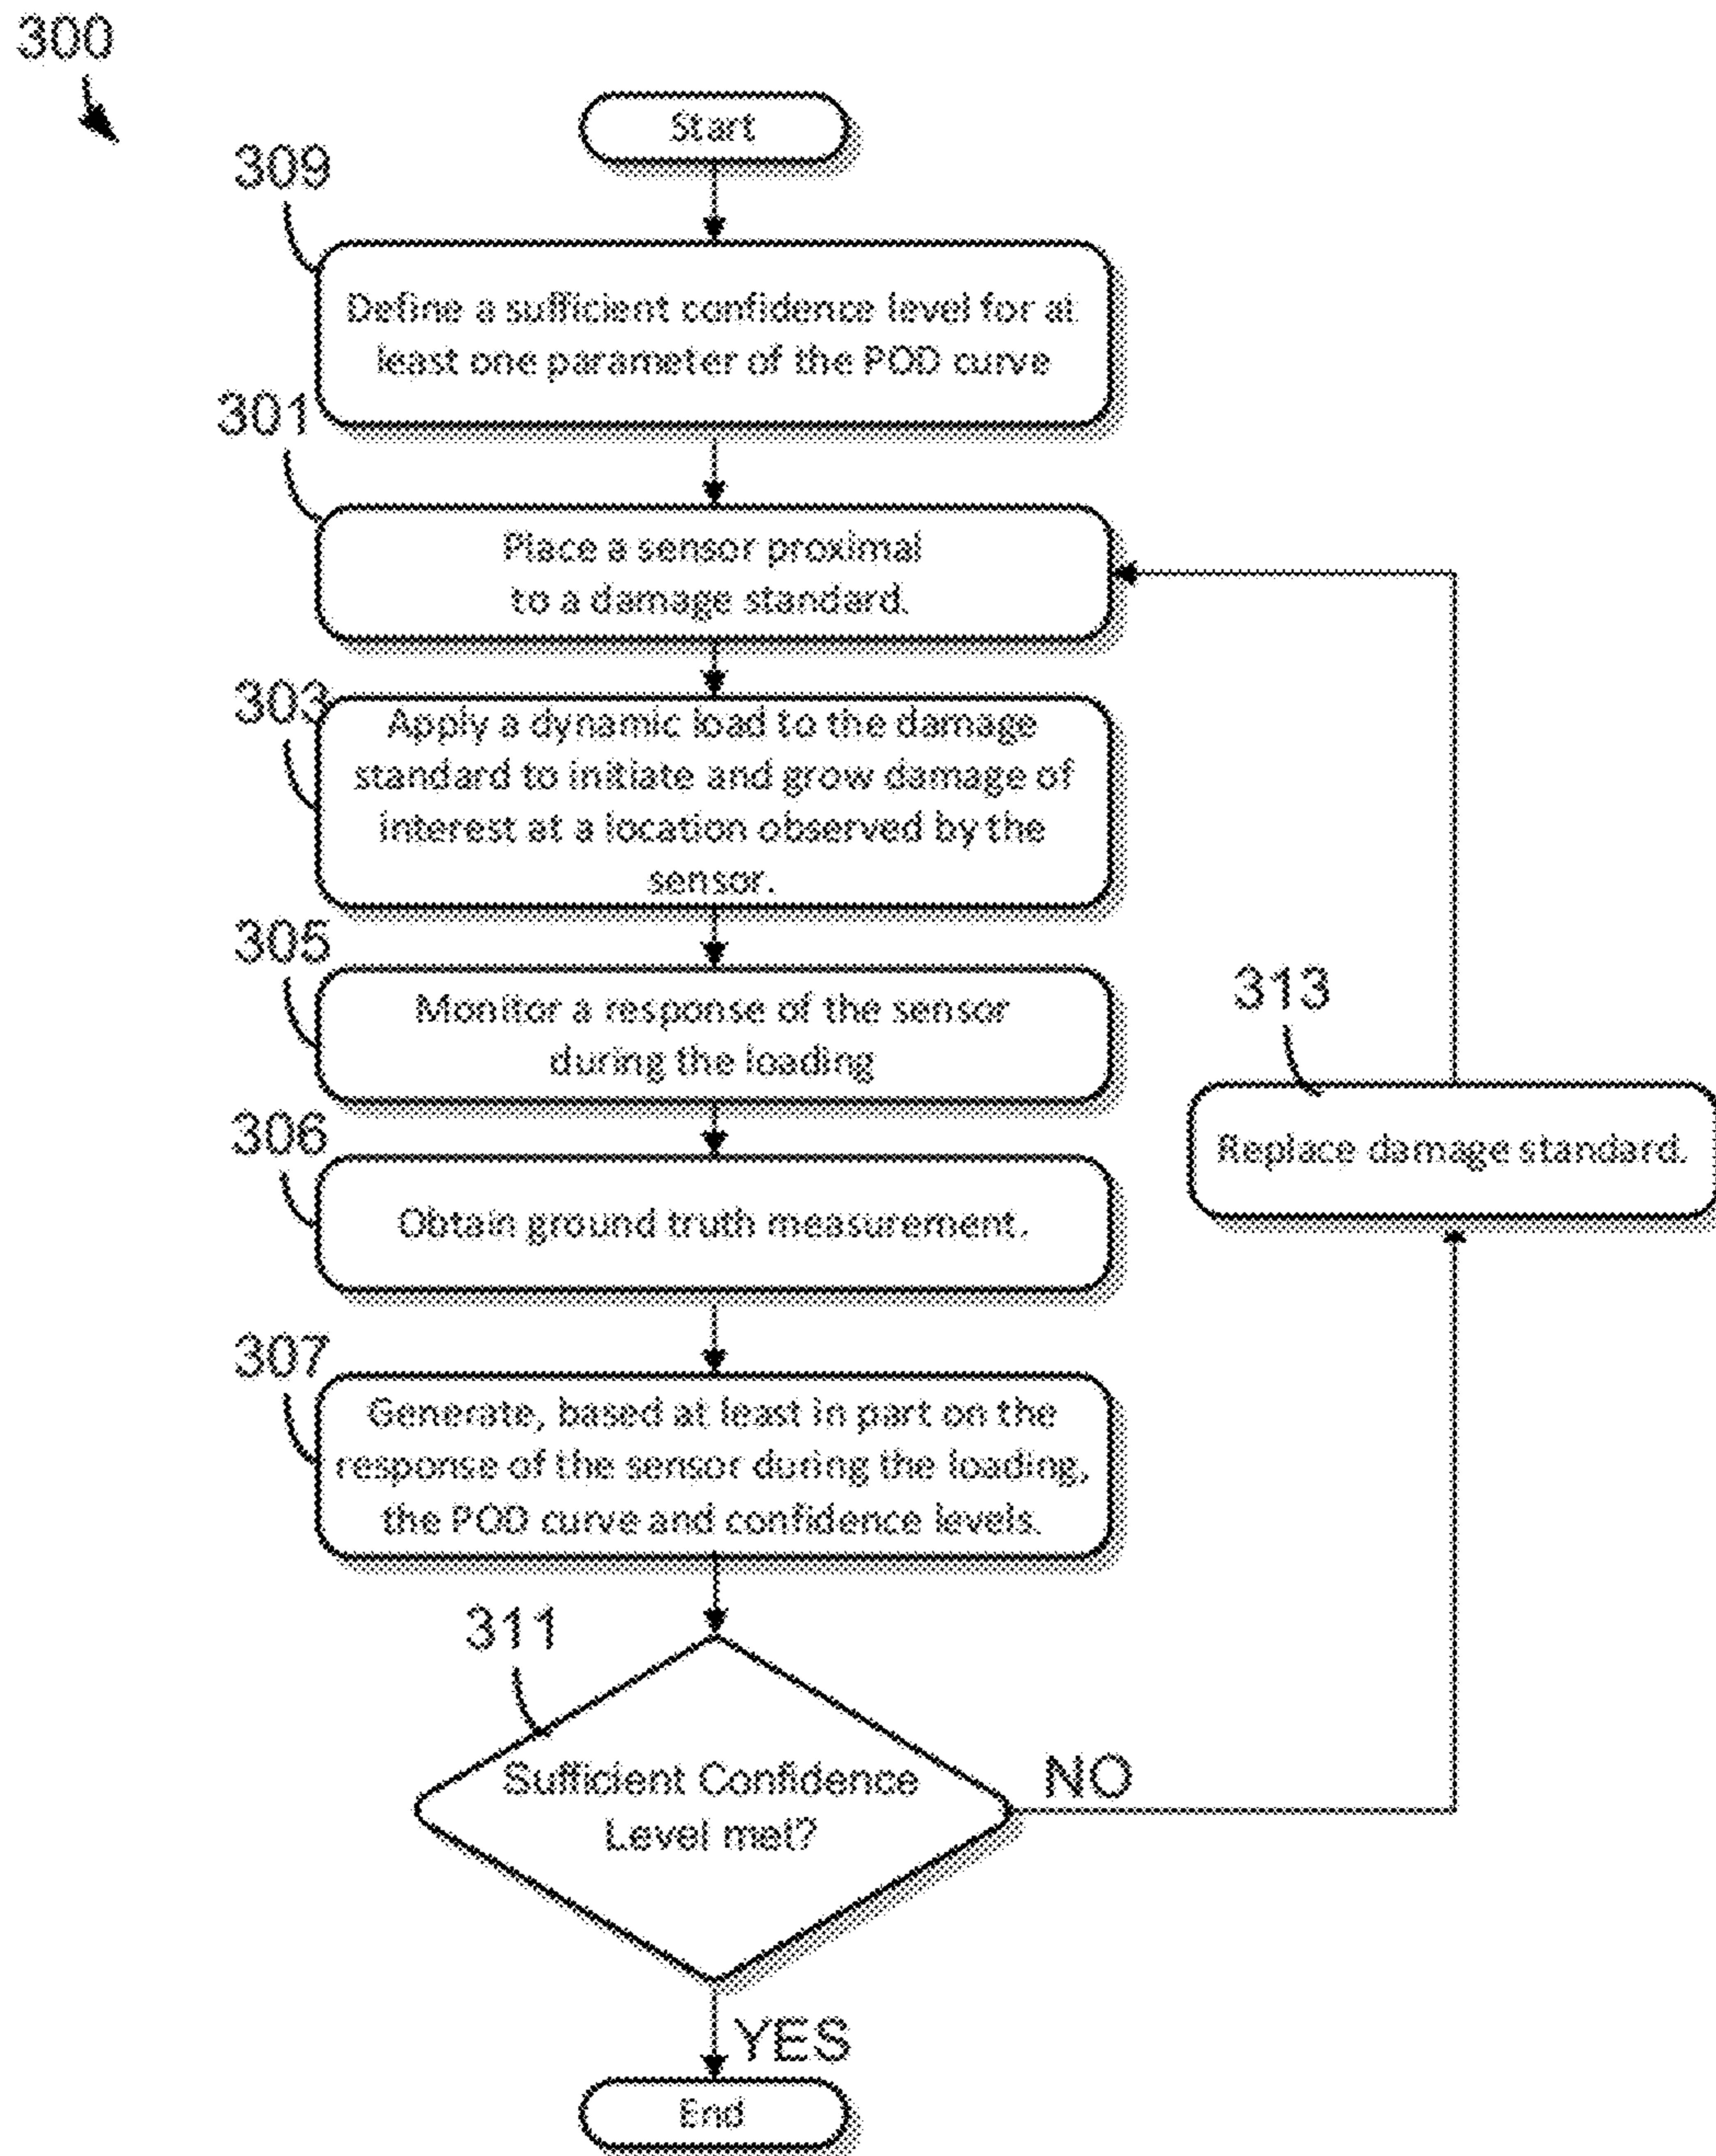 300
Start
309
Define a sufficient confidence level for at
least one parameter of the POD curve
301
Place a sensor proximal
to a damage standard.
303
Apply a dynamic load to the damage
standard to initiate and grow damage of
interest at a location observed by the
sensor.
305
Monitor a response of the sensor
during the loading
313
Replace damage standard.
306
Obtain ground truth measurement.
307
Generate, based at least in part on the
response of the sensor during the loading,
the POD curve and confidence levels.
311
Sufficient Confidence
Level met?
NO
YES
End